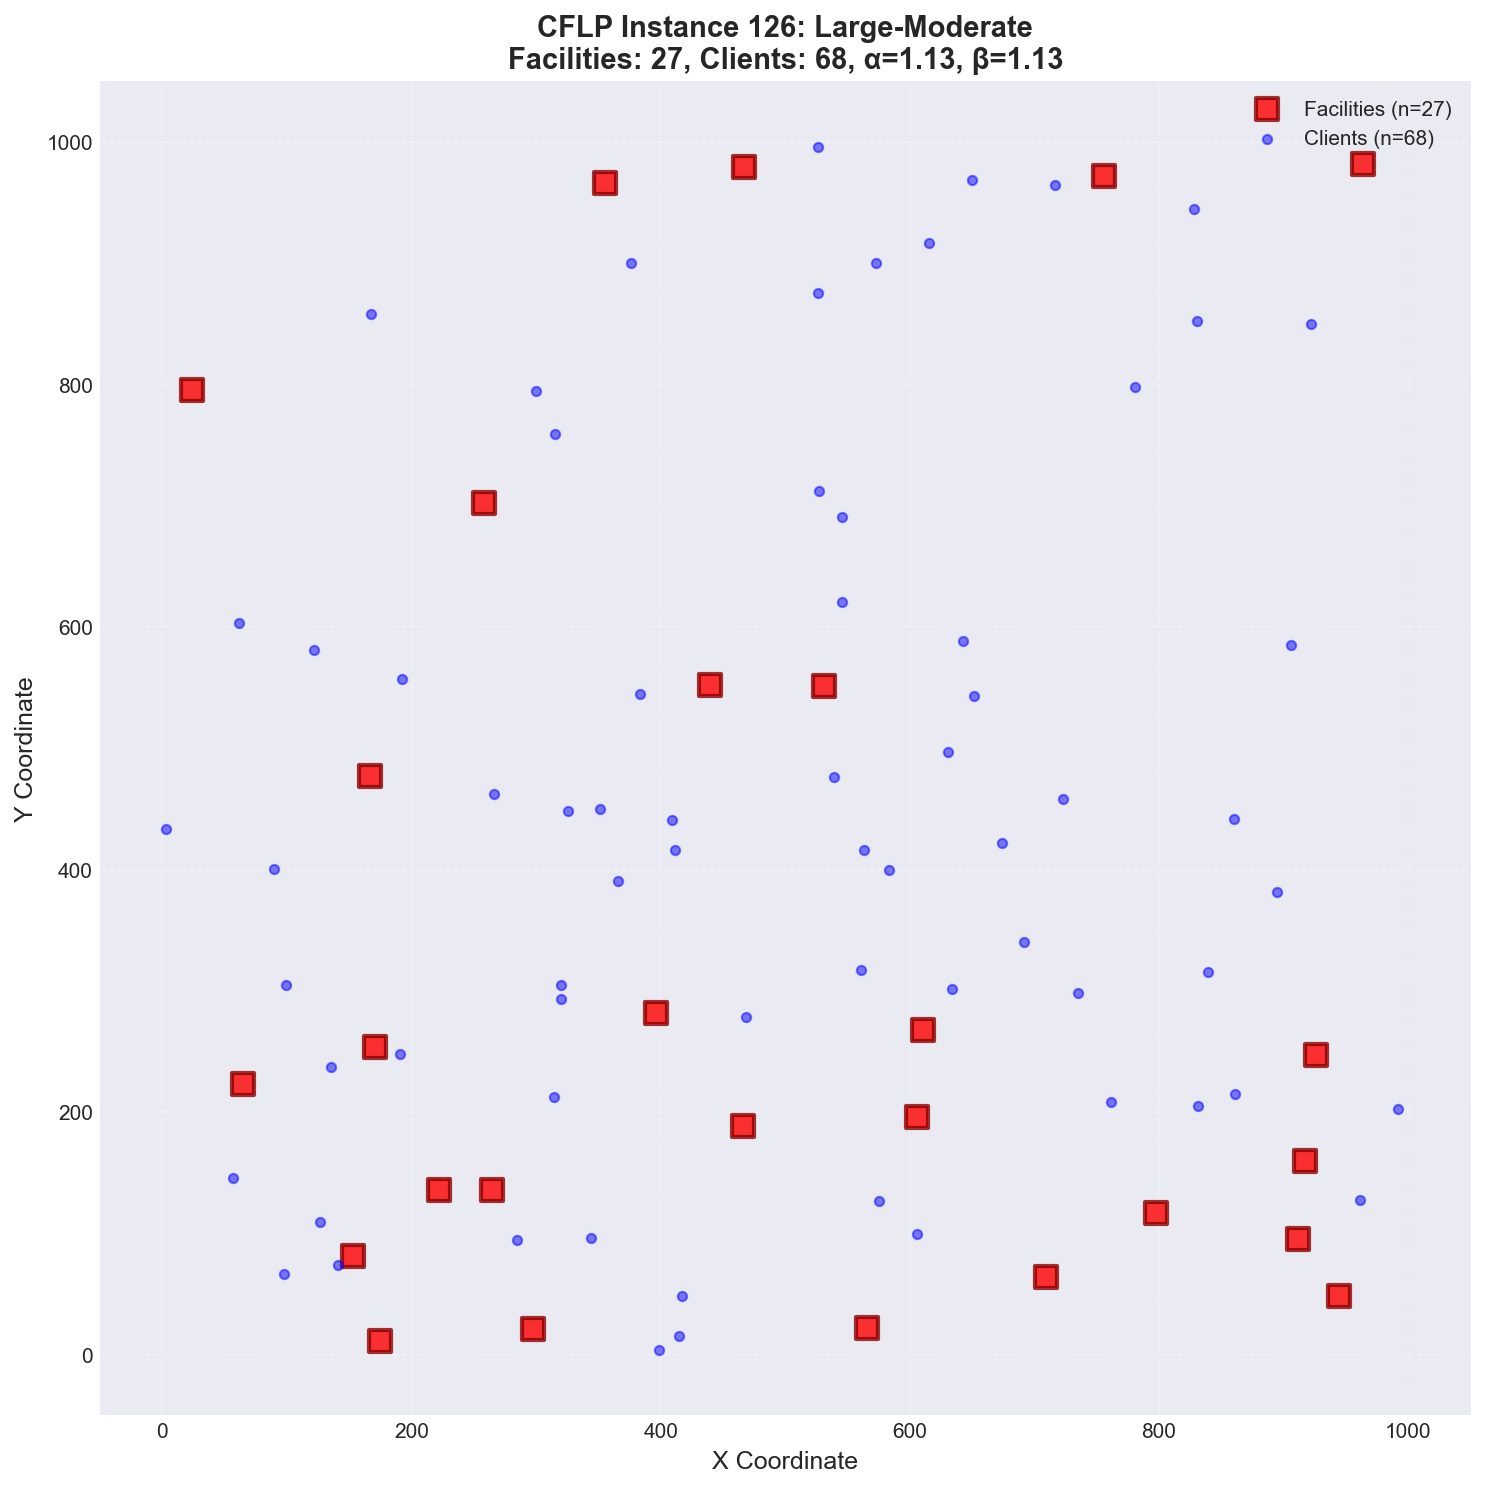 CFLP Instance 126: Large-Moderate
Facilities: 27, Clients: 68, α=1.13, β=1.13
Facilities (n=27)
Clients (n=68)
1000
800
600
400
200
0
Y Coordinate
0 200 400 600 800 1000
X Coordinate